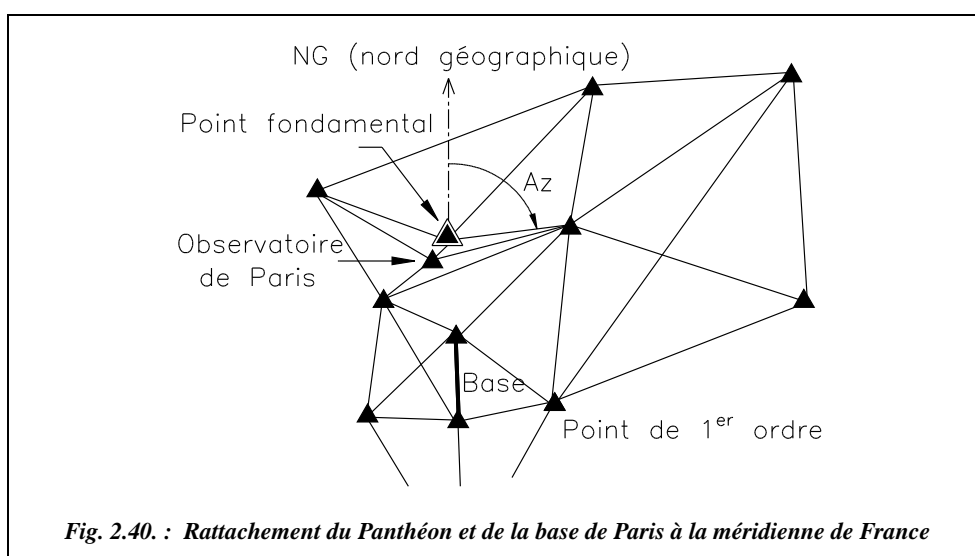 NG (nord géographique)
Point fondamental
Az
Observatoire
de Paris
Base
Point de 1er ordre
Fig. 2.40. : Rattachement du Panthéon et de la base de Paris à la méridienne de France